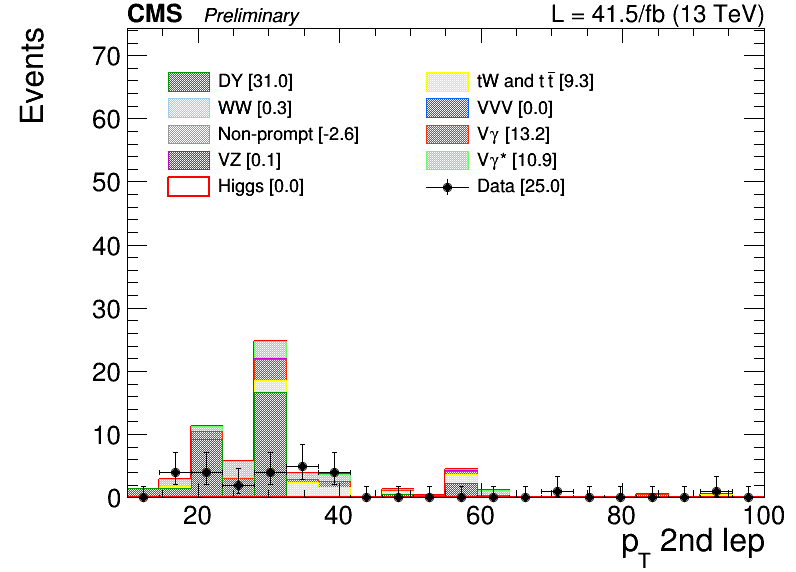 CMS Preliminary L = 41.5/fb (13 TeV)
Events
70
60
50
40
30
20
10
0
DY [31.0]
WW [0.3]
Non-prompt [-2.6]
VZ [0.1]
Higgs [0.0]
tW and t t̅ [9.3]
VVV [0.0]
Vγ [13.2]
Vγ* [10.9]
Data [25.0]
20 40 60 80 100
p_T 2nd lep